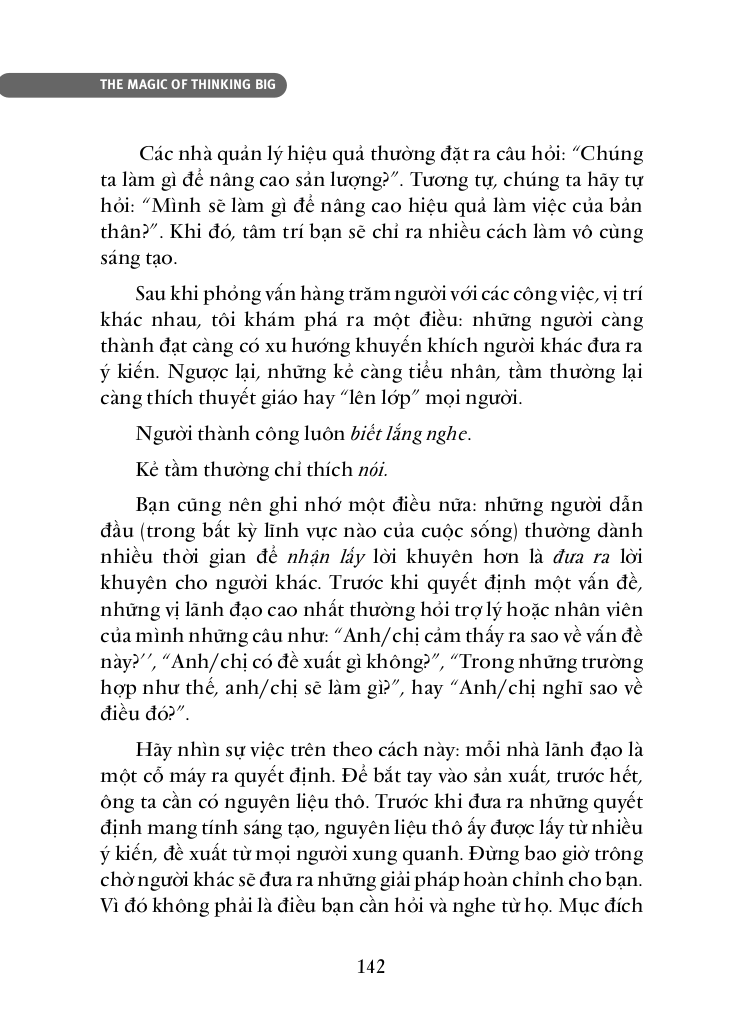 THE MAGIC OF THINKING BIG
Các nhà quản lý hiệu quả thường đặt ra câu hỏi: “Chúng
ta làm gì để nâng cao sản lượng?”. Tương tự, chúng ta hãy tự
hỏi: “Mình sẽ làm gì để nâng cao hiệu quả làm việc của bản
thân?”. Khi đó, tâm trí bạn sẽ chỉ ra nhiều cách làm vô cùng
sáng tạo.
Sau khi phỏng vấn hàng trăm người với các công việc, vị trí
khác nhau, tôi khám phá ra một điều: những người càng
thành đạt càng có xu hướng khuyến khích người khác đưa ra
ý kiến. Ngược lại, những kẻ càng tiểu nhân, tầm thường lại
càng thích thuyết giáo hay “lên lớp” mọi người.
Người thành công luôn biết lắng nghe.
Kẻ tầm thường chỉ thích nói.
Bạn cũng nên ghi nhớ một điều nữa: những người dẫn
đầu (trong bất kỳ lĩnh vực nào của cuộc sống) thường dành
nhiều thời gian để nhận lấy lời khuyên hơn là đưa ra lời
khuyên cho người khác. Trước khi quyết định một vấn đề,
những vị lãnh đạo cao nhất thường hỏi trợ lý hoặc nhân viên
của mình những câu như: “Anh/chị cảm thấy ra sao về vấn đề
này?’’, “Anh/chị có đề xuất gì không?”, “Trong những trường
hợp như thế, anh/chị sẽ làm gì?”, hay “Anh/chị nghĩ sao về
điều đó?”.
Hãy nhìn sự việc trên theo cách này: mỗi nhà lãnh đạo là
một cỗ máy ra quyết định. Để bắt tay vào sản xuất, trước hết,
ông ta cần có nguyên liệu thô. Trước khi đưa ra những quyết
định mang tính sáng tạo, nguyên liệu thô ấy được lấy từ nhiều
ý kiến, đề xuất từ mọi người xung quanh. Đừng bao giờ trông
chờ người khác sẽ đưa ra những giải pháp hoàn chỉnh cho bạn.
Vì đó không phải là điều bạn cần hỏi và nghe từ họ. Mục đích
142